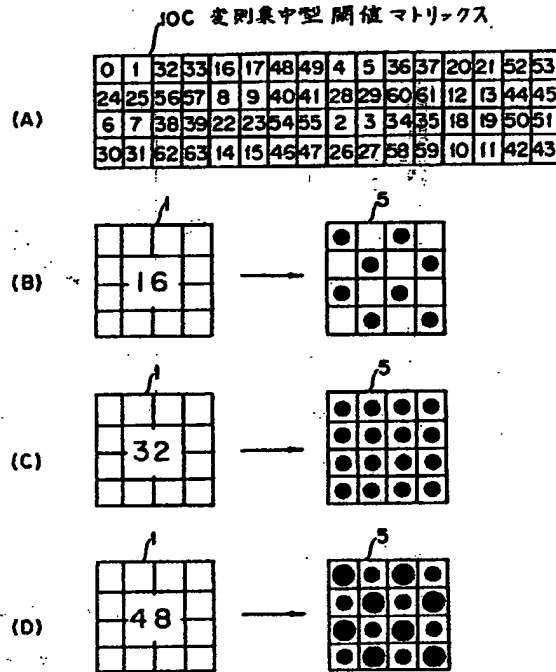 10C 変則集中型 閾値マトリックス
(A)
0 1 32 33 16 17 48 49 4 5 36 37 20 21 52 53
24 25 56 57 8 9 40 41 28 29 60 61 12 13 44 45
6 7 38 39 22 23 54 55 2 3 34 35 18 19 50 51
30 31 62 63 14 15 46 47 26 27 58 59 10 11 42 43
1 5
(B) 16
1 5
(C) 32
1 5
(D) 48